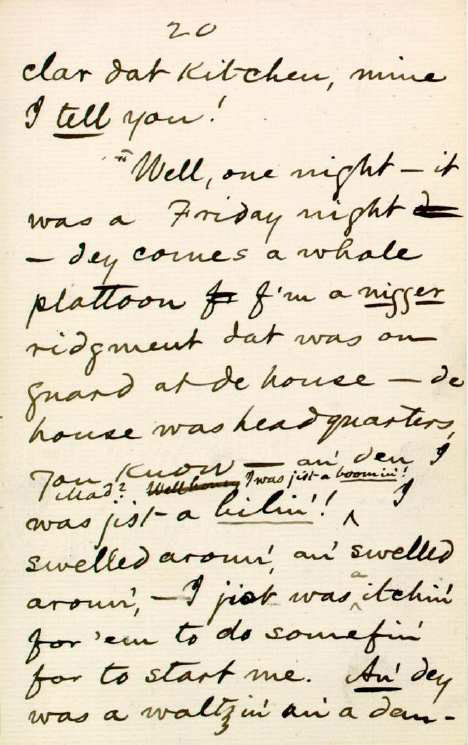 20
clar dat kitchen, mine
I tell you!
"Well, one night – it
was a Friday night
– dey comes a whole
plattoon f'm a nigger
ridgment dat was on
guard at de house – de
house was headquarters,
you know – an' den I
Mad? Well honey I was jist a boomin'!
was jist a bilin'! I
swelled aroun', an' swelled
aroun', – I jist was a itchin'
for 'em to do somefin'
for to start me. An' dey
was a waltzin' an' a dan-